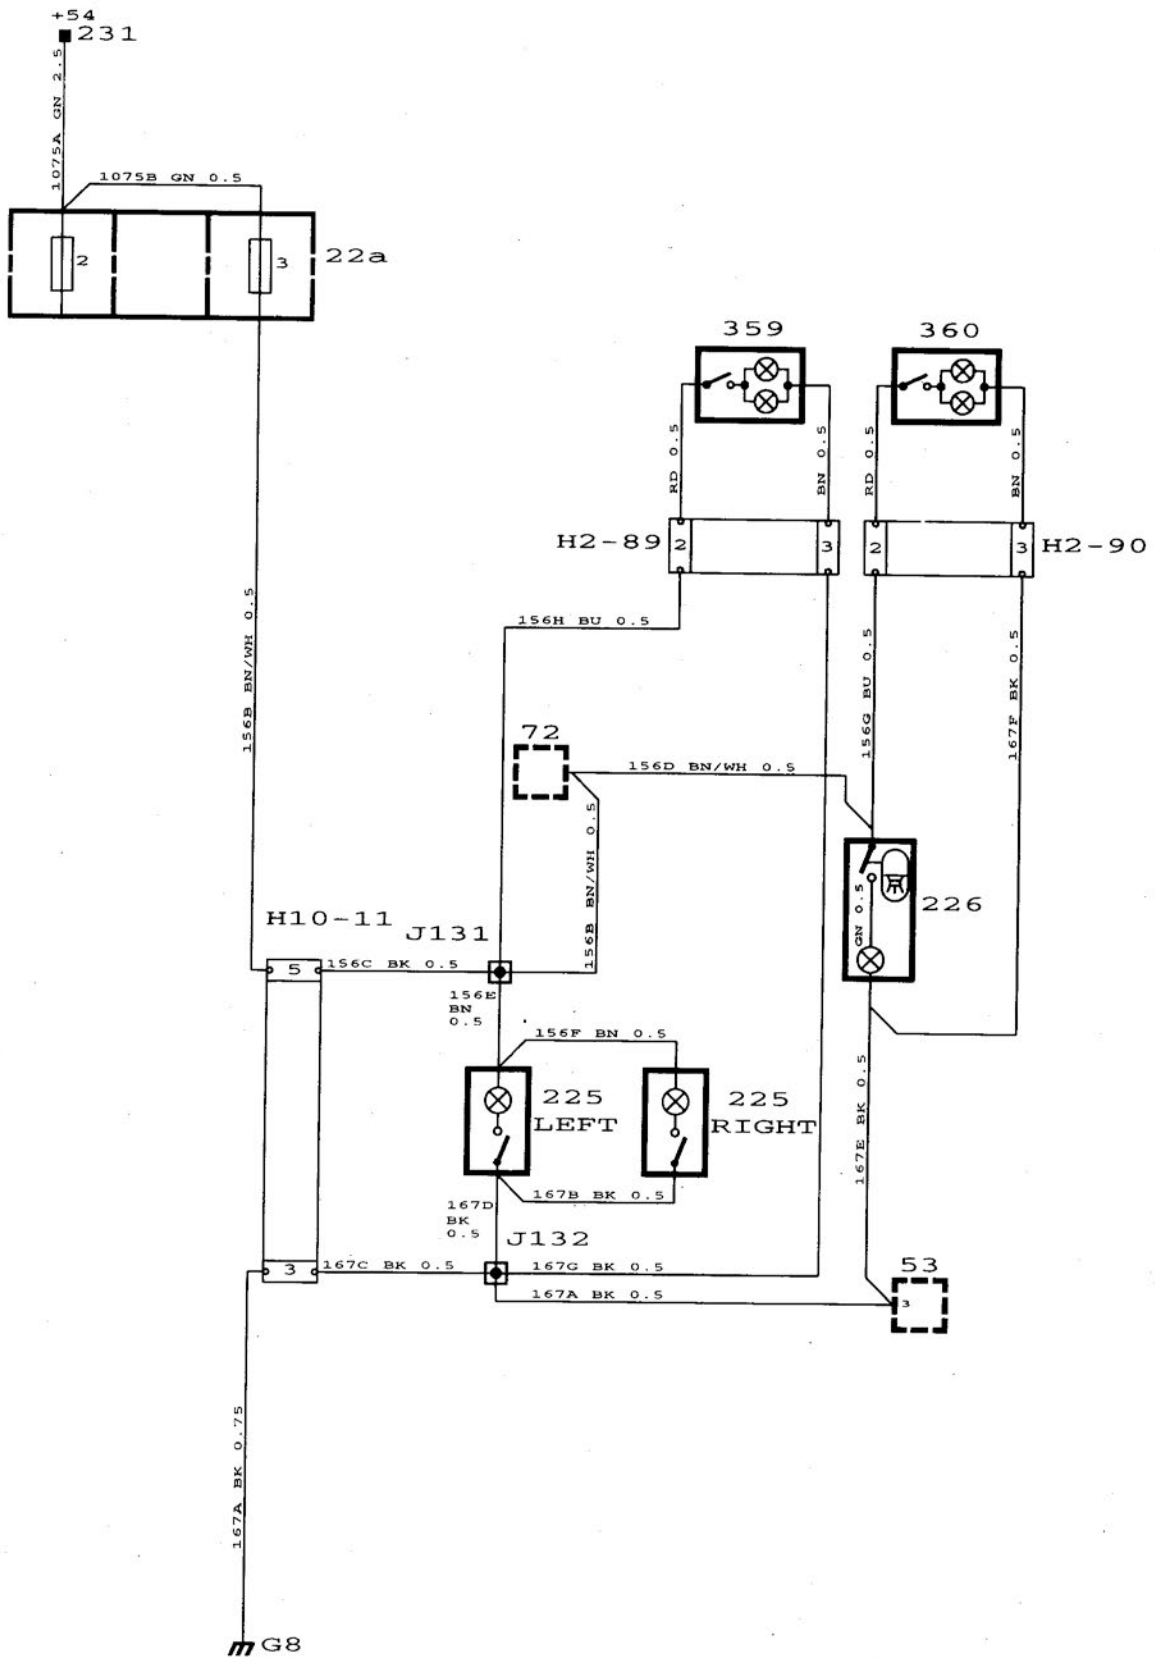 +54
231
1075A GN 2.5
1075B GN 0.5
2
3
22a
359
360
RD 0.5
BN 0.5
RD 0.5
BN 0.5
H2-89
2
3
2
3
H2-90
156B BN/WH 0.5
156H BU 0.5
156G BU 0.5
167F BK 0.5
72
156D BN/WH 0.5
156B BN/WH 0.5
GN 0.5
226
H10-11
J131
5
156C BK 0.5
156E
BN
0.5
156F BN 0.5
225
LEFT
225
RIGHT
167E BK 0.5
167D
BK
0.5
167B BK 0.5
J132
3
167C BK 0.5
167G BK 0.5
53
167A BK 0.5
3
167A BK 0.75
G8